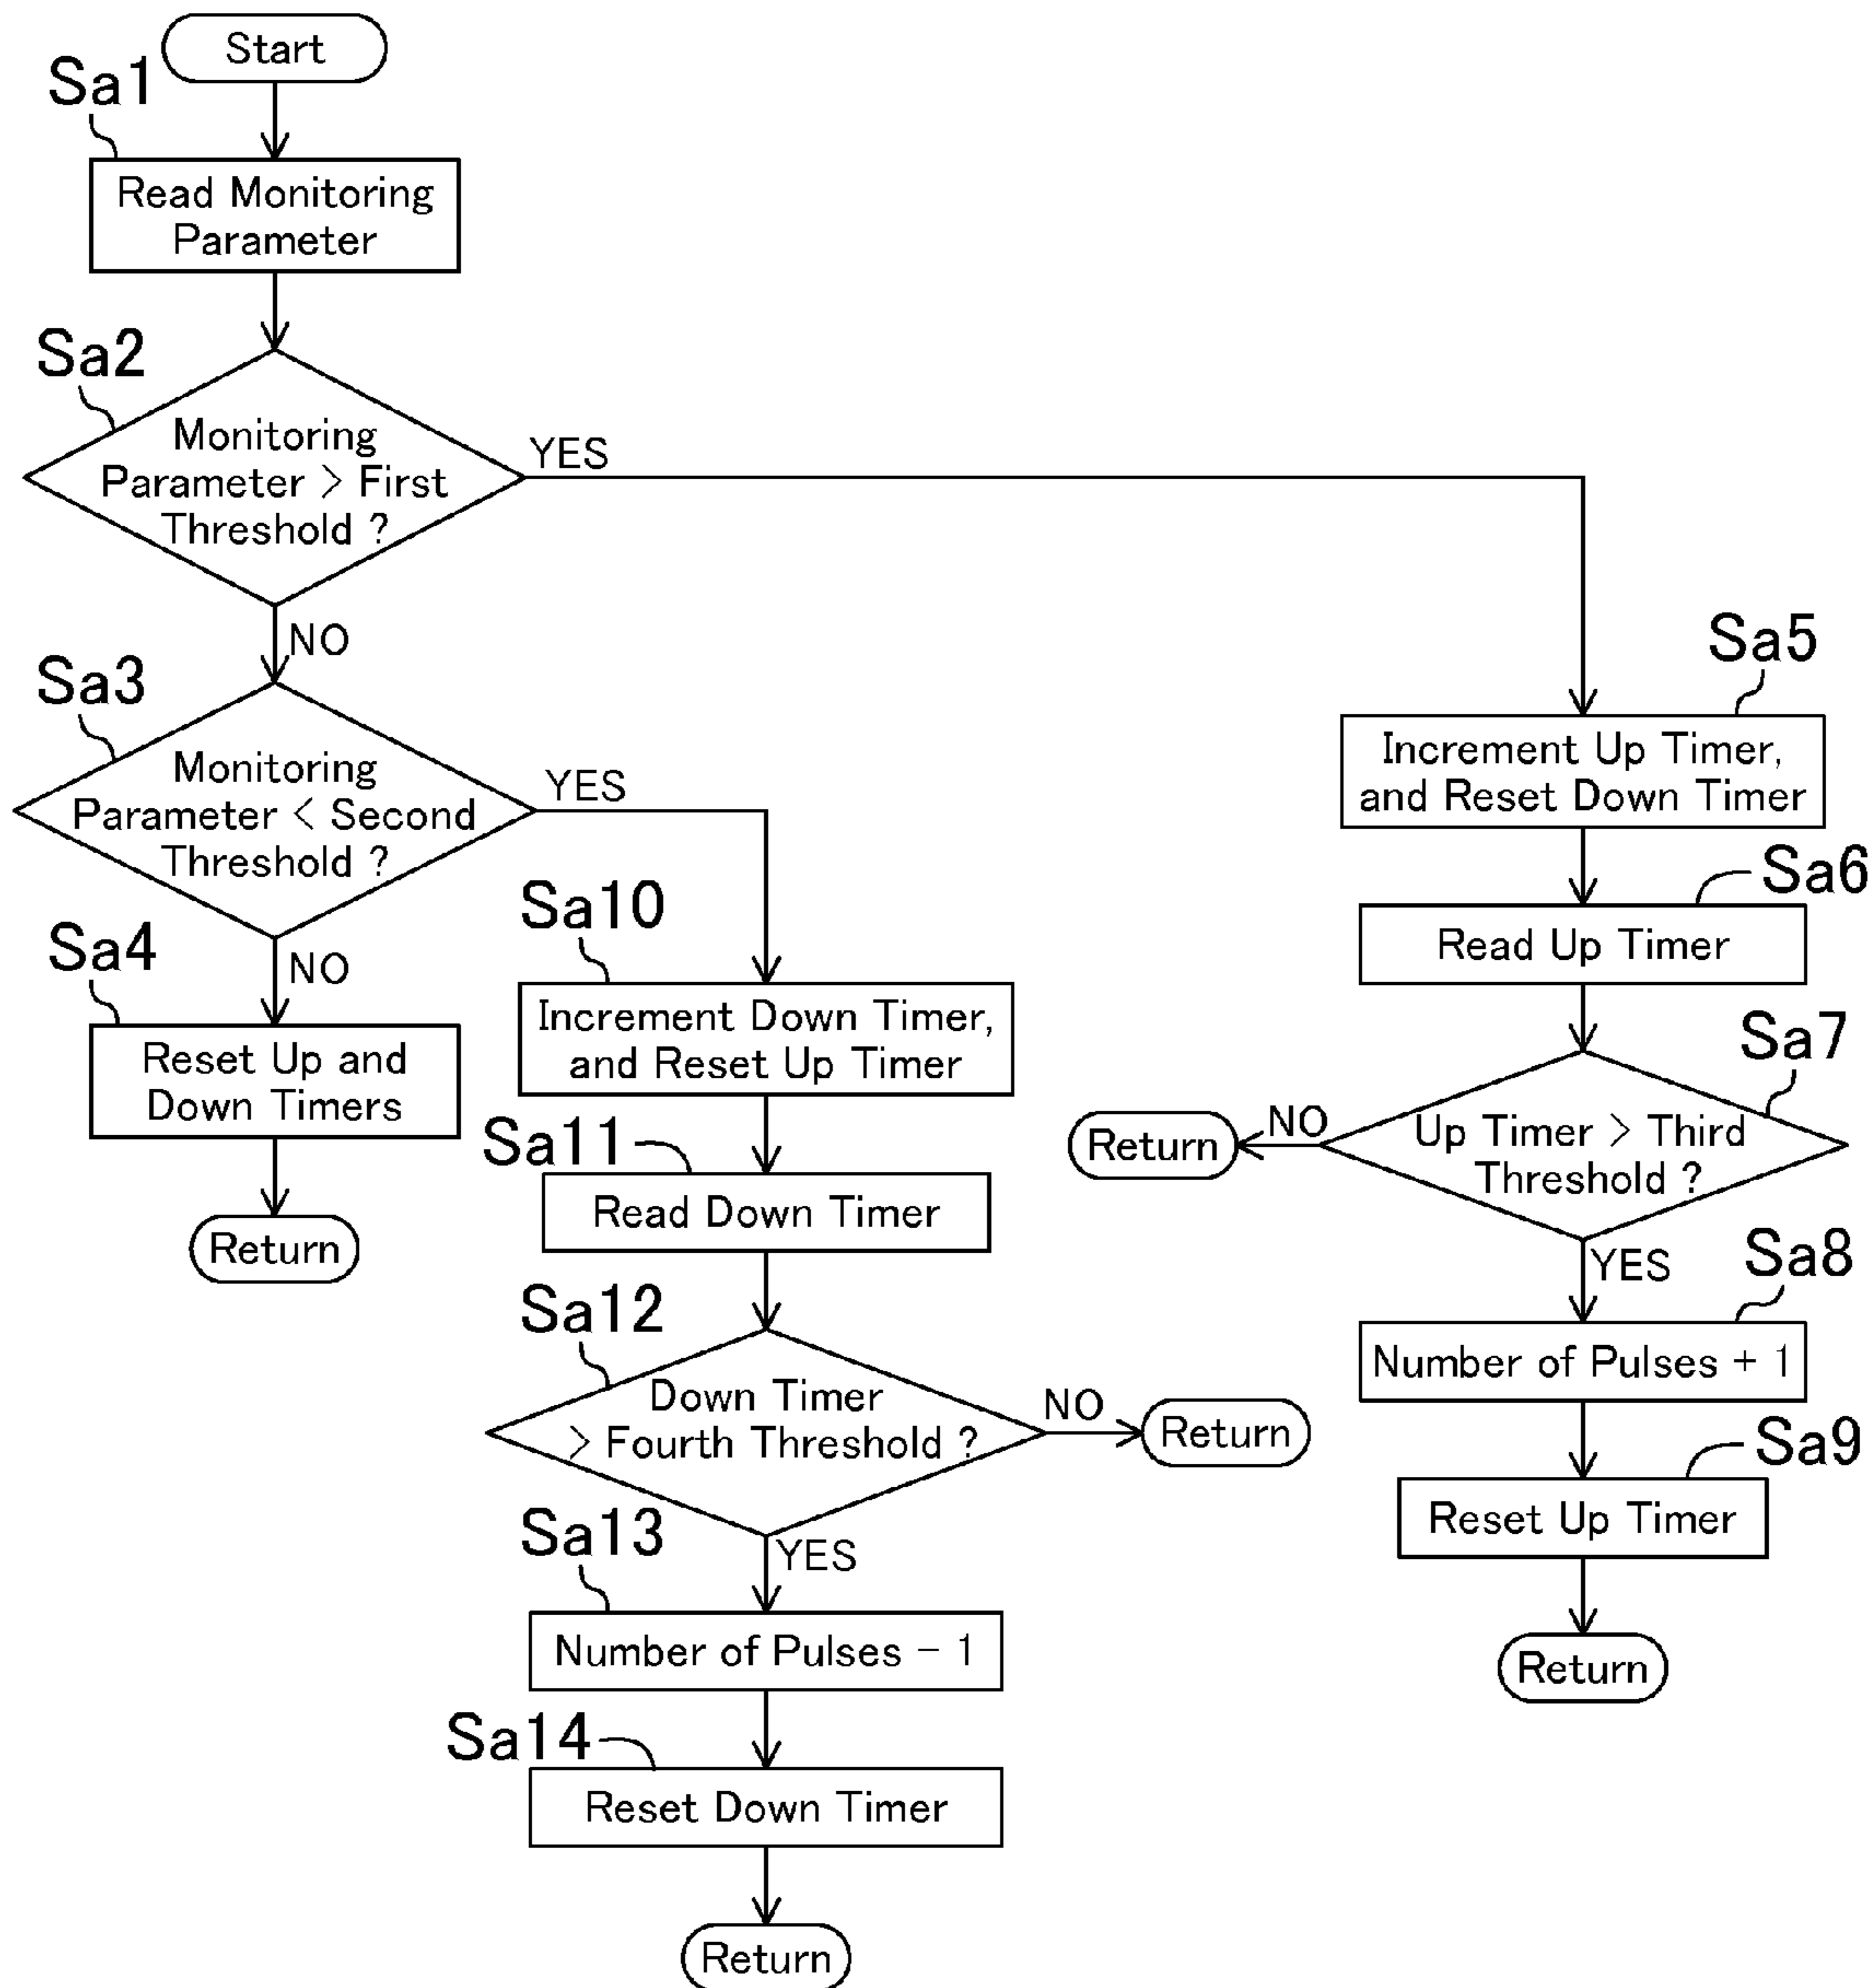 Start
Sa1
Read Monitoring
Parameter
Sa2
Monitoring
Parameter > First
Threshold ?
YES
NO
Sa3
Monitoring
Parameter < Second
Threshold ?
YES
NO
Sa4
Reset Up and
Down Timers
Return
Sa10
Increment Down Timer,
and Reset Up Timer
Sa11
Read Down Timer
Sa12
Down Timer
> Fourth Threshold ?
NO
Return
YES
Sa13
Number of Pulses − 1
Sa14
Reset Down Timer
Return
Sa5
Increment Up Timer,
and Reset Down Timer
Sa6
Read Up Timer
Sa7
Up Timer > Third
Threshold ?
NO
Return
YES
Sa8
Number of Pulses + 1
Sa9
Reset Up Timer
Return